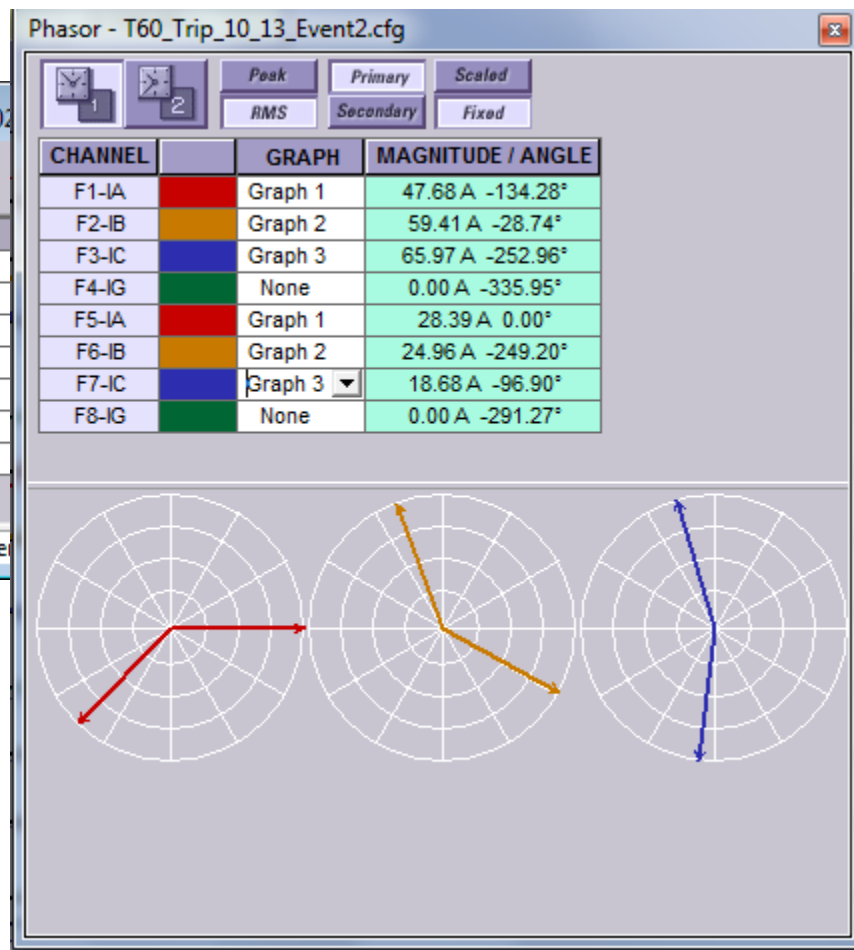 Phasor - T60_Trip_10_13_Event2.cfg
1 2 Peak Primary Scaled
RMS Secondary Fixed
CHANNEL GRAPH MAGNITUDE / ANGLE
F1-IA Graph 1 47.68 A -134.28°
F2-IB Graph 2 59.41 A -28.74°
F3-IC Graph 3 65.97 A -252.96°
F4-IG None 0.00 A -335.95°
F5-IA Graph 1 28.39 A 0.00°
F6-IB Graph 2 24.96 A -249.20°
F7-IC Graph 3 18.68 A -96.90°
F8-IG None 0.00 A -291.27°